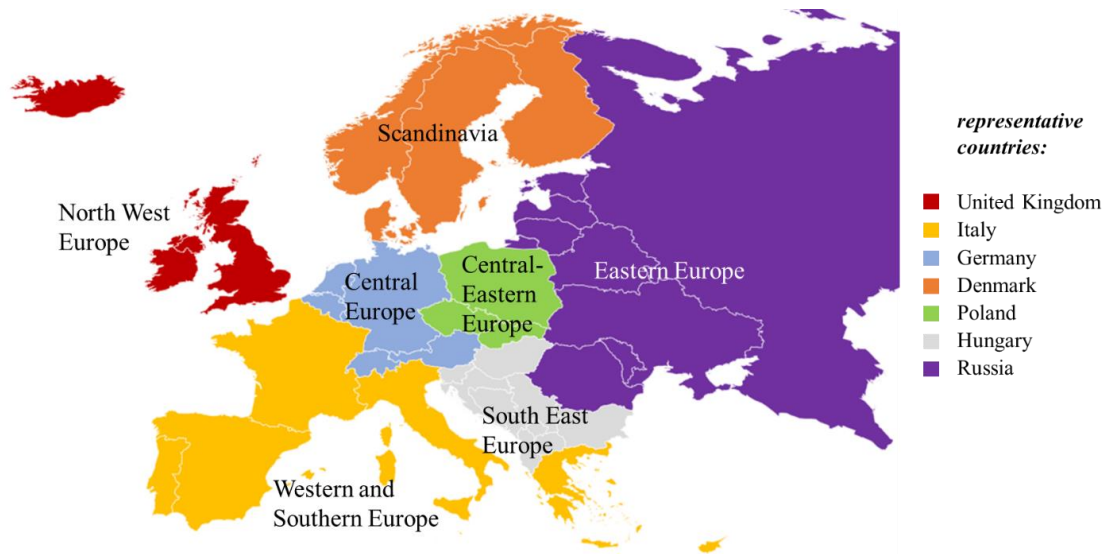 Scandinavia
North West
Europe
Central
Europe
Central-
Eastern
Europe
Eastern Europe
South East
Europe
Western and
Southern Europe
representative
countries:
United Kingdom
Italy
Germany
Denmark
Poland
Hungary
Russia